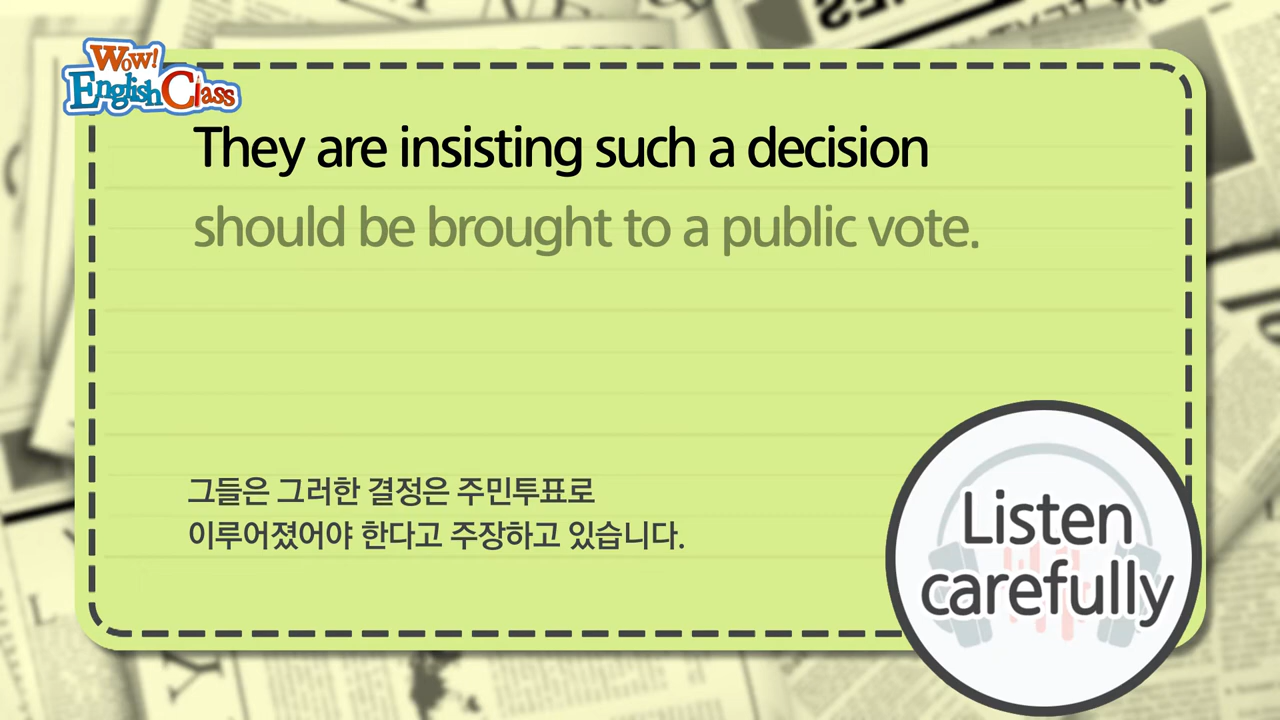 Wow!
English Class
They are insisting such a decision
should be brought to a public vote.
그들은 그러한 결정은 주민투표로
이루어졌어야 한다고 주장하고 있습니다.
Listen
carefully